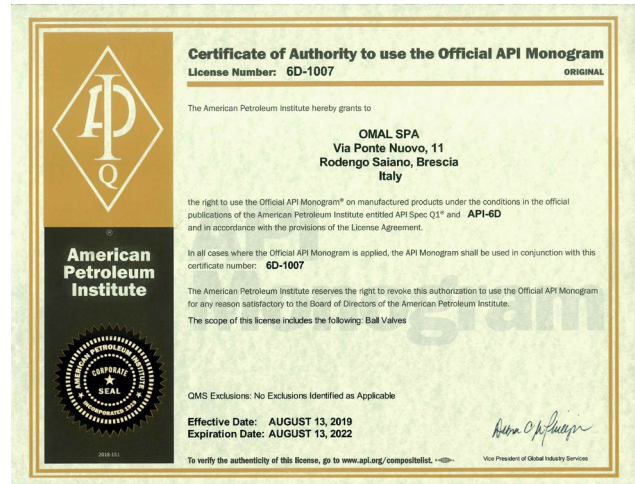 Certificate of Authority to use the Official API Monogram
License Number: 6D-1007
ORIGINAL
The American Petroleum Institute hereby grants to
OMAL SPA
Via Ponte Nuovo, 11
Rodengo Saiano, Brescia
Italy
the right to use the Official API Monogram® on manufactured products under the conditions in the official
publications of the American Petroleum Institute entitled API Spec Q1® and API-6D
and in accordance with the provisions of the License Agreement.
In all cases where the Official API Monogram is applied, the API Monogram shall be used in conjunction with this
certificate number: 6D-1007
The American Petroleum Institute reserves the right to revoke this authorization to use the Official API Monogram
for any reason satisfactory to the Board of Directors of the American Petroleum Institute.
The scope of this license includes the following: Ball Valves
QMS Exclusions: No Exclusions Identified as Applicable
Effective Date: AUGUST 13, 2019
Expiration Date: AUGUST 13, 2022
To verify the authenticity of this license, go to www.api.org/compositelist.
Vice President of Global Industry Services
API
Q
®
American
Petroleum
Institute
AMERICAN PETROLEUM INSTITUTE
CORPORATE
SEAL
INCORPORATED 1919